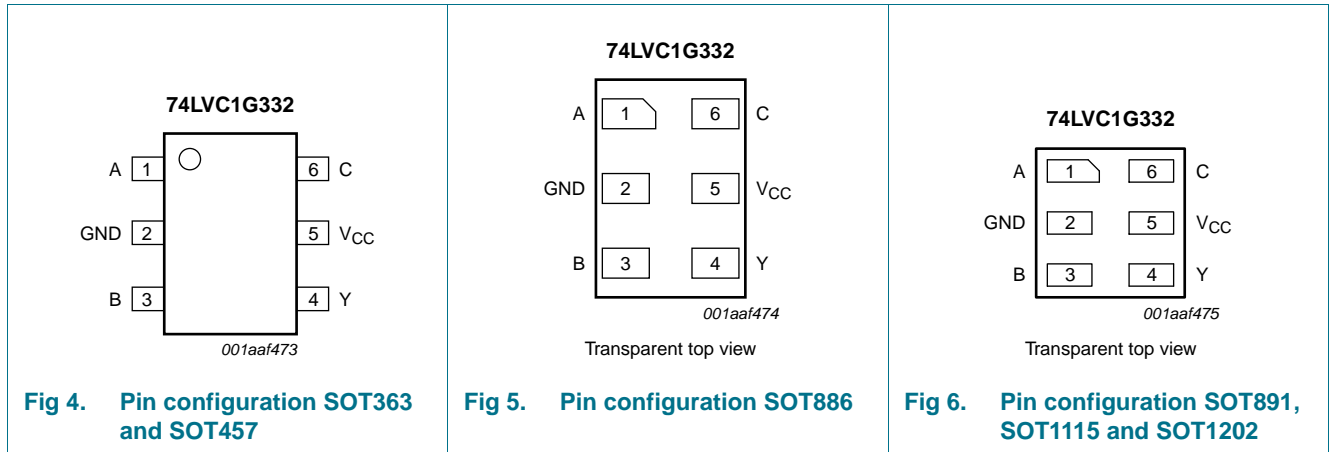 74LVC1G332
A 1 6 C
GND 2 5 VCC
B 3 4 Y
001aaf473
Fig 4. Pin configuration SOT363
and SOT457
74LVC1G332
A 1 6 C
GND 2 5 VCC
B 3 4 Y
001aaf474
Transparent top view
Fig 5. Pin configuration SOT886
74LVC1G332
A 1 6 C
GND 2 5 VCC
B 3 4 Y
001aaf475
Transparent top view
Fig 6. Pin configuration SOT891,
SOT1115 and SOT1202